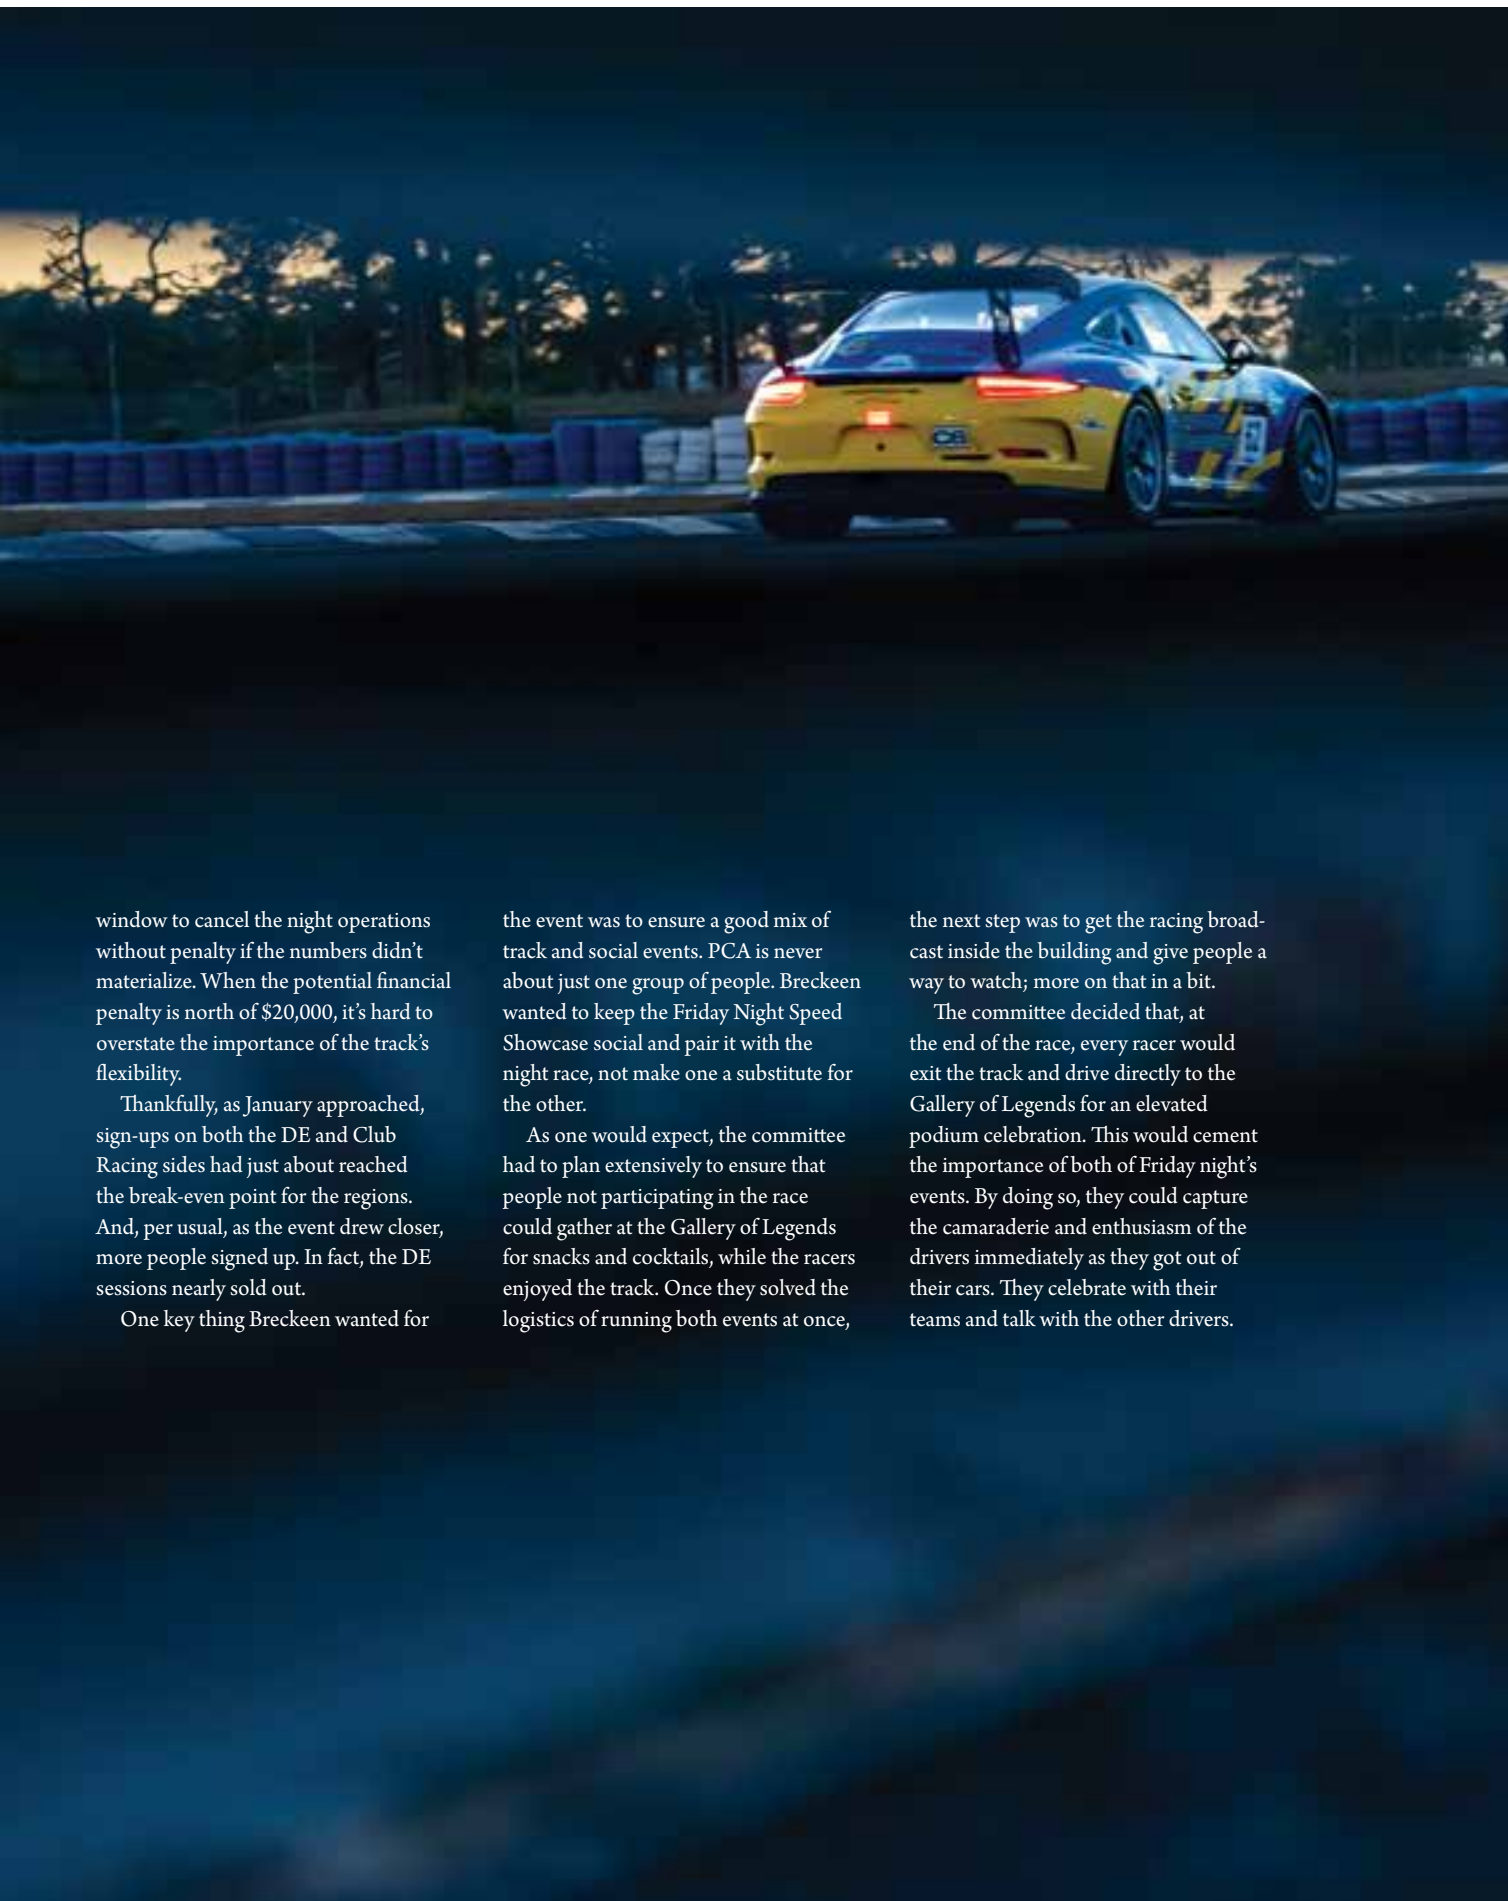 window to cancel the night operations
without penalty if the numbers didn’t
materialize. When the potential financial
penalty is north of $20,000, it’s hard to
overstate the importance of the track’s
flexibility.
Thankfully, as January approached,
sign-ups on both the DE and Club
Racing sides had just about reached
the break-even point for the regions.
And, per usual, as the event drew closer,
more people signed up. In fact, the DE
sessions nearly sold out.
One key thing Breckeen wanted for
the event was to ensure a good mix of
track and social events. PCA is never
about just one group of people. Breckeen
wanted to keep the Friday Night Speed
Showcase social and pair it with the
night race, not make one a substitute for
the other.
As one would expect, the committee
had to plan extensively to ensure that
people not participating in the race
could gather at the Gallery of Legends
for snacks and cocktails, while the racers
enjoyed the track. Once they solved the
logistics of running both events at once,
the next step was to get the racing broad-
cast inside the building and give people a
way to watch; more on that in a bit.
The committee decided that, at
the end of the race, every racer would
exit the track and drive directly to the
Gallery of Legends for an elevated
podium celebration. This would cement
the importance of both of Friday night’s
events. By doing so, they could capture
the camaraderie and enthusiasm of the
drivers immediately as they got out of
their cars. They celebrate with their
teams and talk with the other drivers.